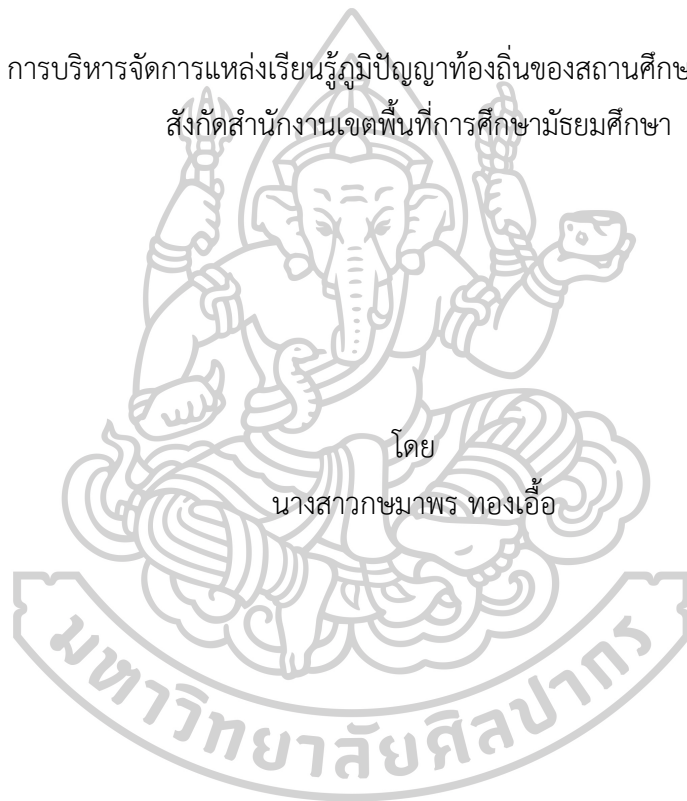 การบริหารจัดการแหล่งเรียนรู้ภูมิปัญญาท้องถิ่นของสถานศึกษ
สังกัดสำนักงานเขตพื้นที่การศึกษามัธยมศึกษา
โดย
นางสาวกษมาพร ทองเอื้อ
มหาวิทยาลัยศิลปากร